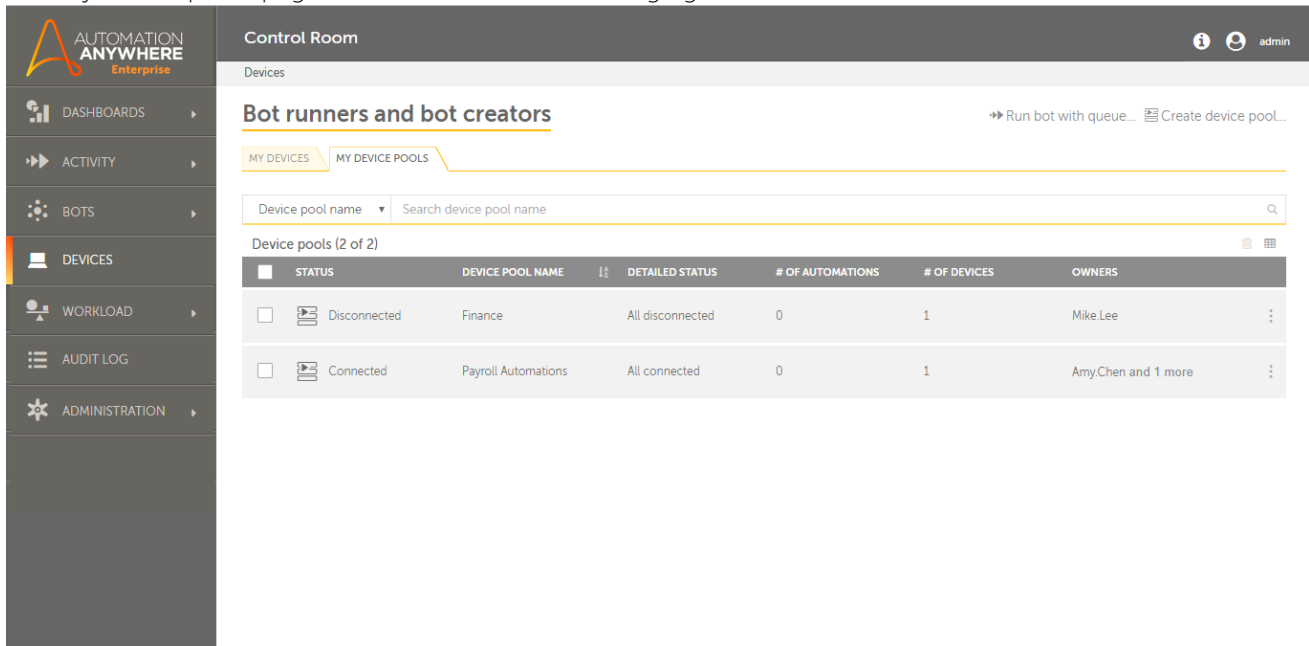 AUTOMATION
ANYWHERE
Enterprise
Control Room
admin
Devices
DASHBOARDS
ACTIVITY
BOTS
DEVICES
WORKLOAD
AUDIT LOG
ADMINISTRATION
Bot runners and bot creators
Run bot with queue... Create device pool...
MY DEVICES MY DEVICE POOLS
Device pool name Search device pool name
Device pools (2 of 2)
STATUS DEVICE POOL NAME DETAILED STATUS # OF AUTOMATIONS # OF DEVICES OWNERS
Disconnected Finance All disconnected 0 1 Mike.Lee
Connected Payroll Automations All connected 0 1 Amy.Chen and 1 more